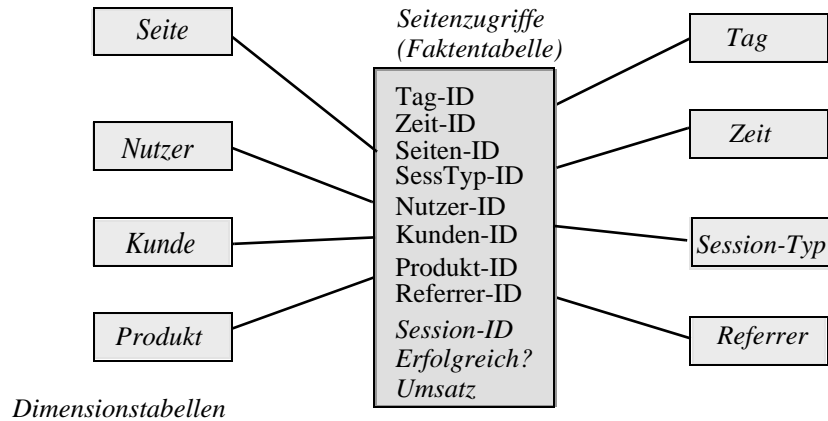 Seite
Nutzer
Kunde
Produkt
Dimensionstabellen
Seitenzugriffe
(Faktentabelle)
Tag-ID
Zeit-ID
Seiten-ID
SessTyp-ID
Nutzer-ID
Kunden-ID
Produkt-ID
Referrer-ID
Session-ID
Erfolgreich?
Umsatz
Tag
Zeit
Session-Typ
Referrer